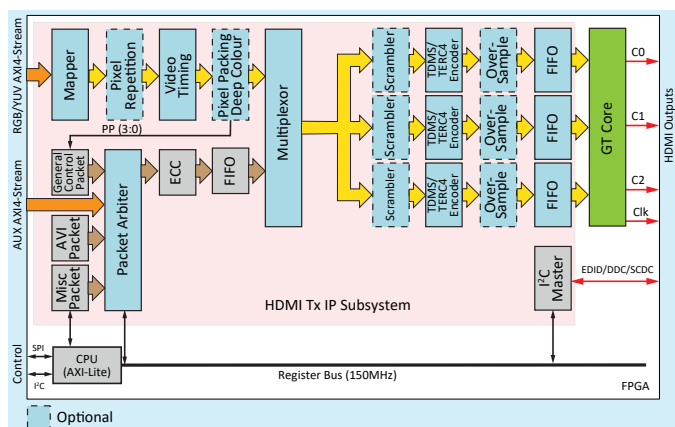 RGB/YUV AXI4-Stream
Mapper
Pixel
Repetition
Video
Timing
Pixel Packing
Deep Colour
Multiplexor
Scrambler
TDMS/
TERC4
Encoder
Over-
Sample
FIFO
GT Core
C0
HDMI Outputs
PP (3:0)
Scrambler
TDMS/
TERC4
Encoder
Over-
Sample
FIFO
C1
AUX AXI4-Stream
General
Control
Packet
Packet Arbiter
ECC
FIFO
Scrambler
TDMS/
TERC4
Encoder
Over-
Sample
FIFO
C2
Clk
AVI
Packet
Misc
Packet
HDMI Tx IP Subsystem
I2C
Master
EDID/DDC/SCDC
Control
SPI
I2C
CPU
(AXI-Lite)
Register Bus (150MHz)
FPGA
Optional